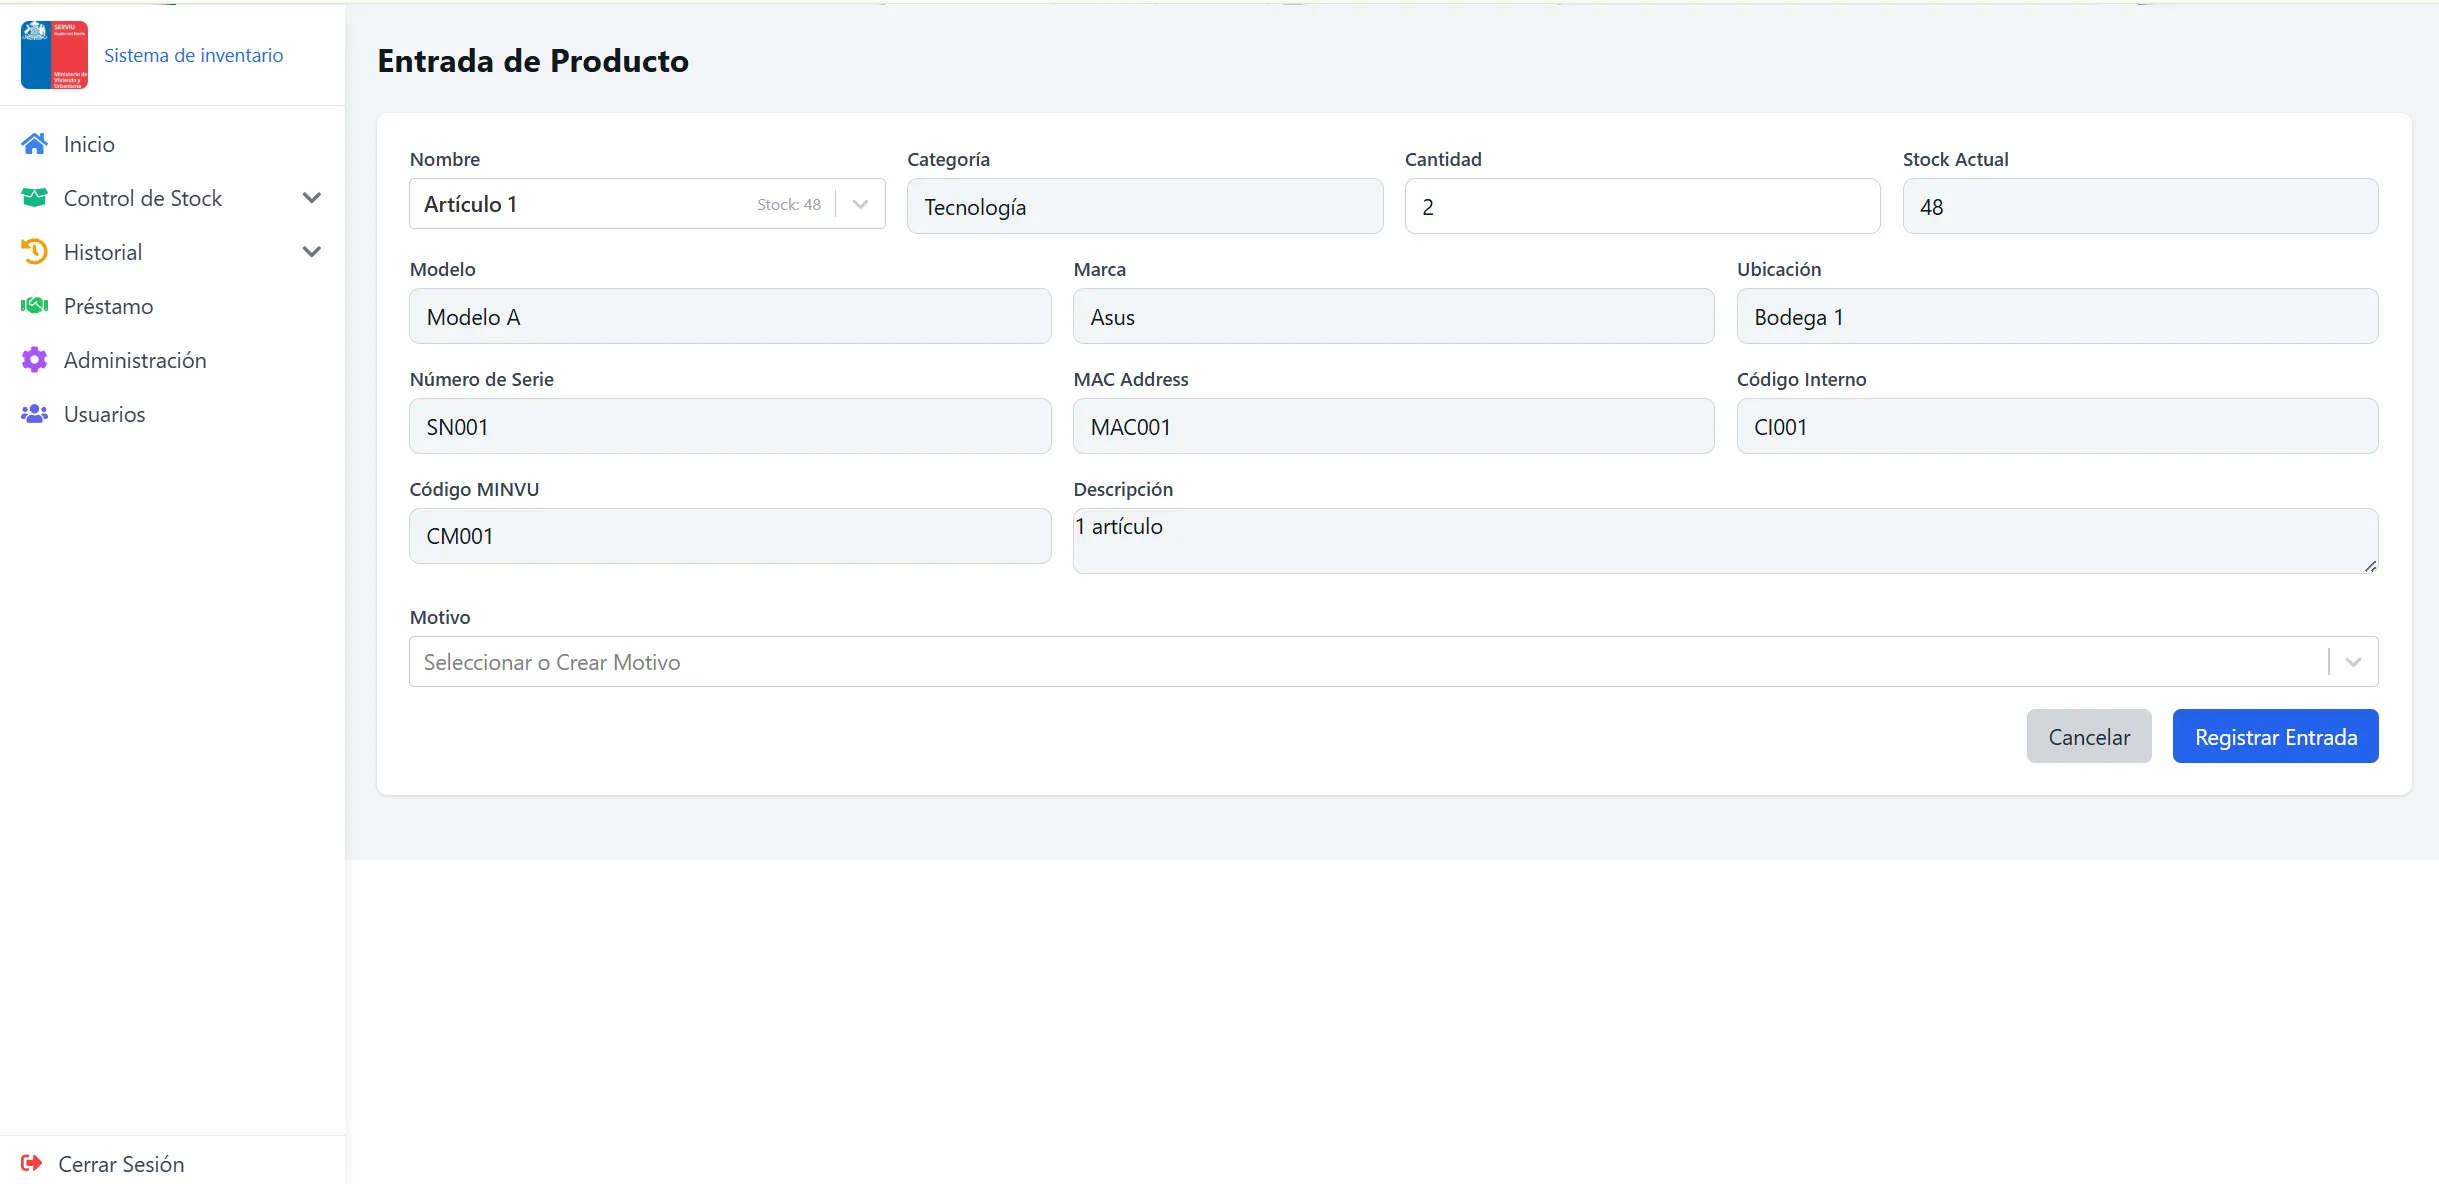 SERVIU
Ministerio de
Vivienda y
Urbanismo
Sistema de inventario
Inicio
Control de Stock
Historial
Préstamo
Administración
Usuarios
Cerrar Sesión
Entrada de Producto
Nombre
Artículo 1 Stock: 48
Categoría
Tecnología
Cantidad
2
Stock Actual
48
Modelo
Modelo A
Marca
Asus
Ubicación
Bodega 1
Número de Serie
SN001
MAC Address
MAC001
Código Interno
CI001
Código MINVU
CM001
Descripción
1 artículo
Motivo
Seleccionar o Crear Motivo
Cancelar
Registrar Entrada